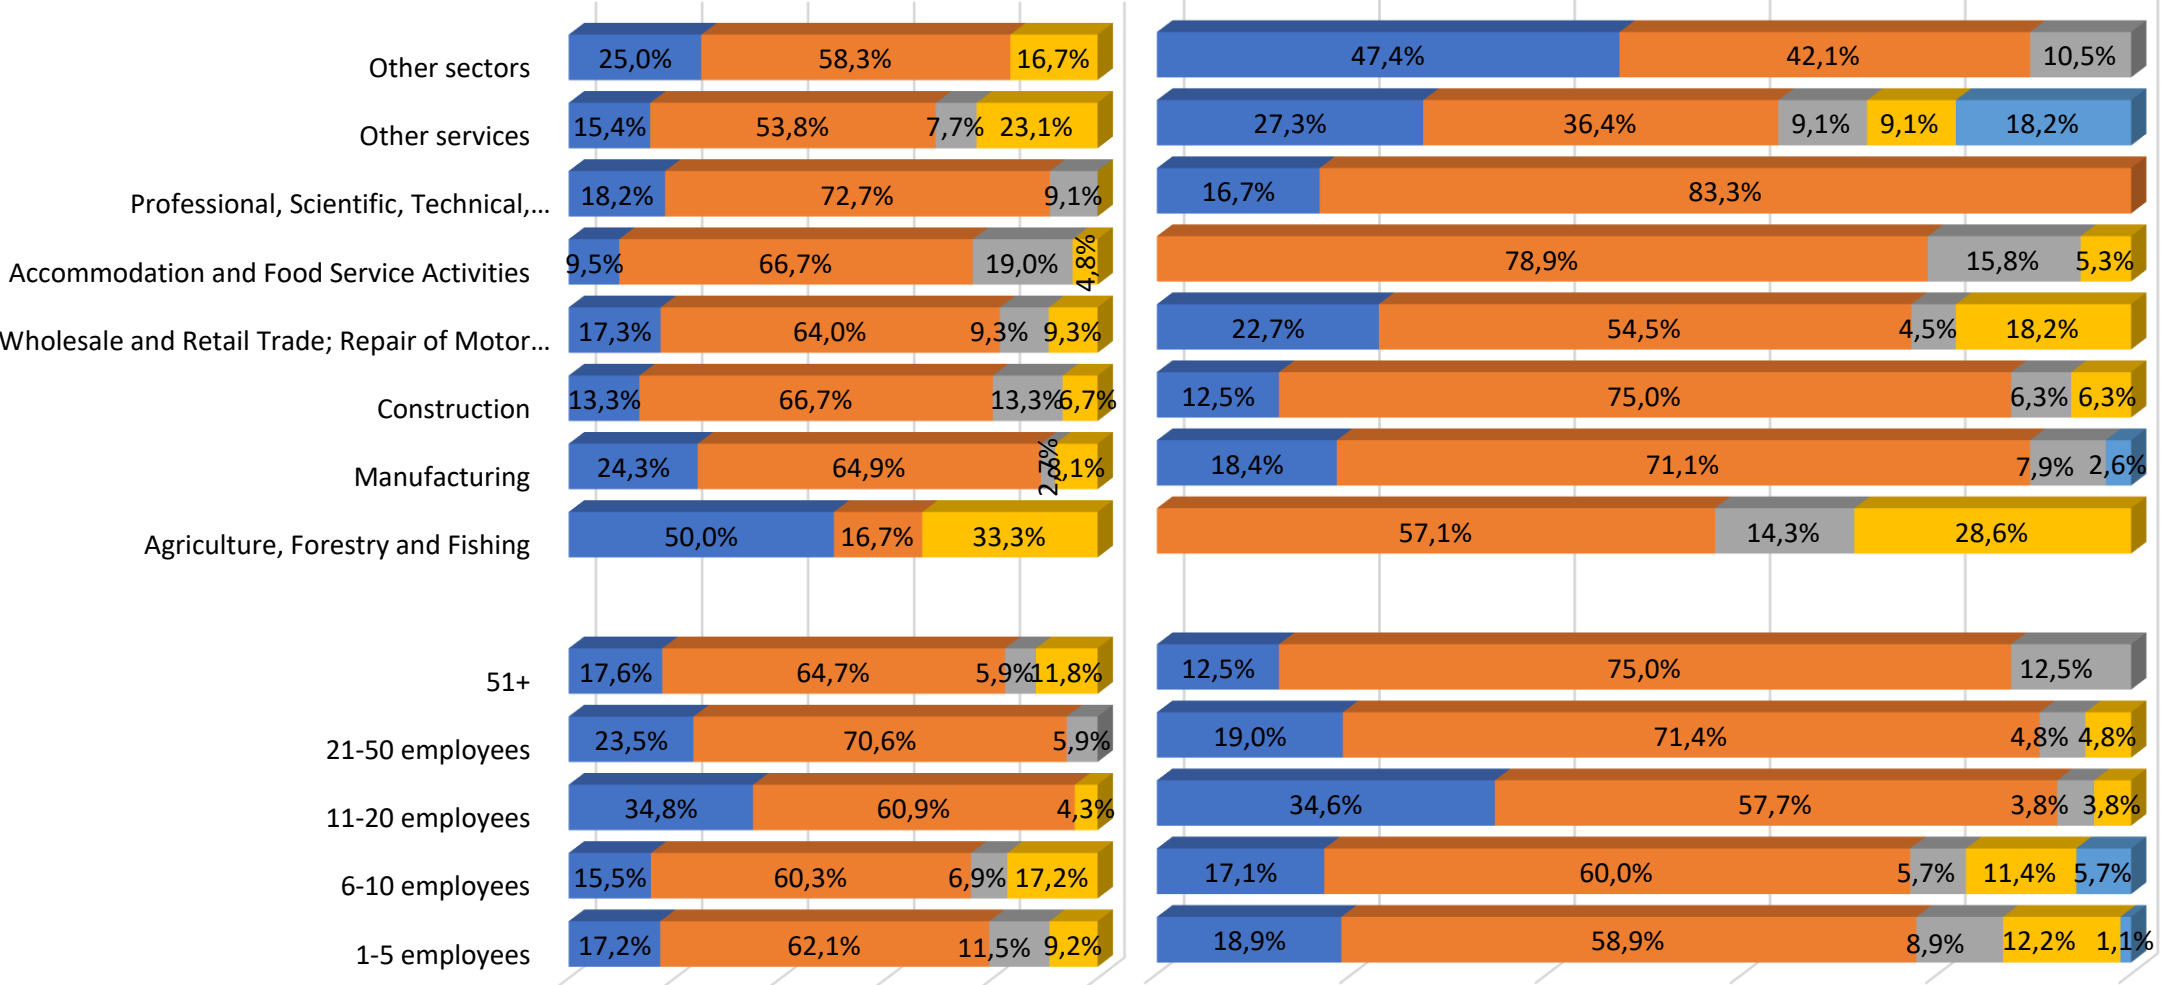 Other sectors 25,0% 58,3% 16,7% 47,4% 42,1% 10,5%
Other services 15,4% 53,8% 7,7% 23,1% 27,3% 36,4% 9,1% 9,1% 18,2%
Professional, Scientific, Technical,... 18,2% 72,7% 9,1% 16,7% 83,3%
Accommodation and Food Service Activities 9,5% 66,7% 19,0% 4,8% 78,9% 15,8% 5,3%
Wholesale and Retail Trade; Repair of Motor... 17,3% 64,0% 9,3% 9,3% 22,7% 54,5% 4,5% 18,2%
Construction 13,3% 66,7% 13,3% 6,7% 12,5% 75,0% 6,3% 6,3%
Manufacturing 24,3% 64,9% 2,7% 8,1% 18,4% 71,1% 7,9% 2,6%
Agriculture, Forestry and Fishing 50,0% 16,7% 33,3% 57,1% 14,3% 28,6%
51+ 17,6% 64,7% 5,9% 11,8% 12,5% 75,0% 12,5%
21-50 employees 23,5% 70,6% 5,9% 19,0% 71,4% 4,8% 4,8%
11-20 employees 34,8% 60,9% 4,3% 34,6% 57,7% 3,8% 3,8%
6-10 employees 15,5% 60,3% 6,9% 17,2% 17,1% 60,0% 5,7% 11,4% 5,7%
1-5 employees 17,2% 62,1% 11,5% 9,2% 18,9% 58,9% 8,9% 12,2% 1,1%